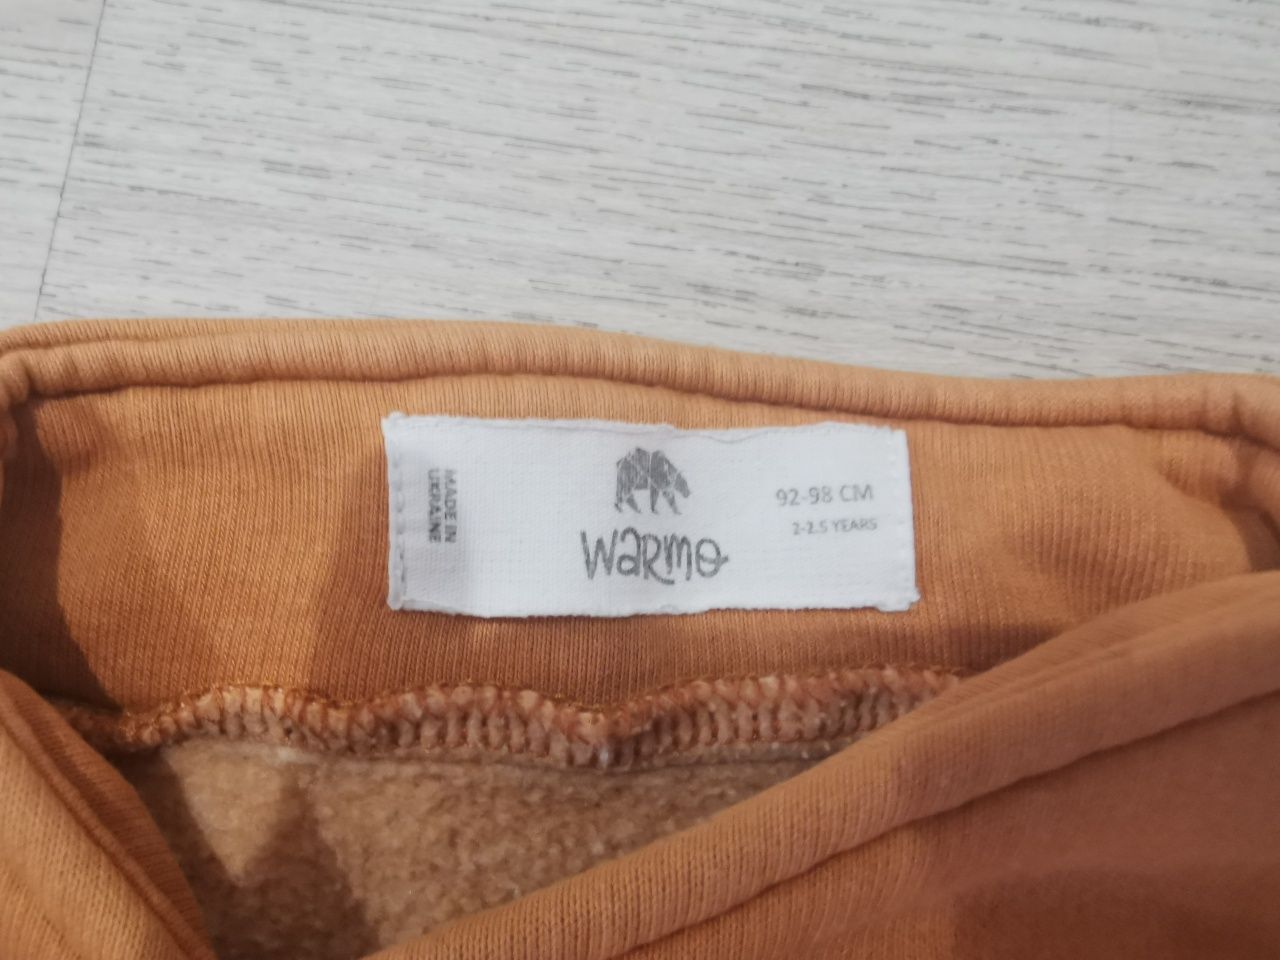 MADE IN
UKRAINE
WaRmo
92-98 CM
2-2.5 YEARS